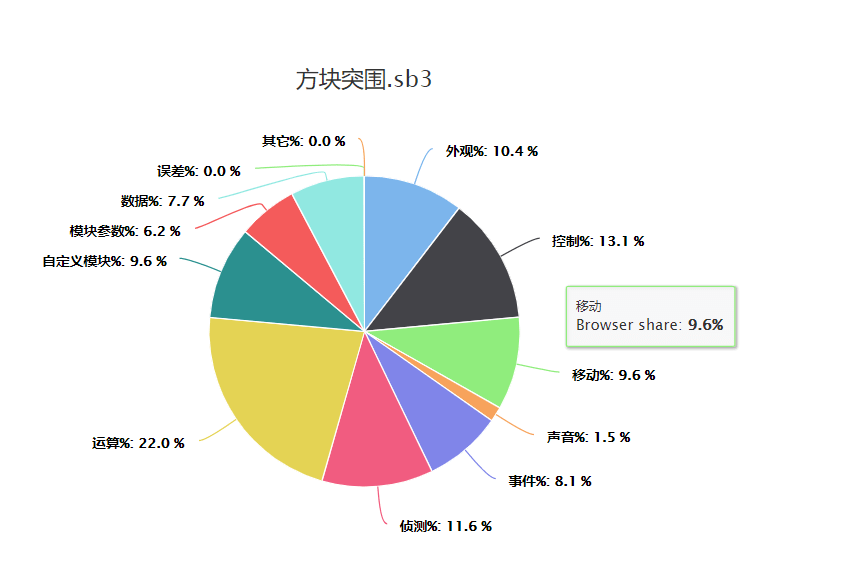 方块突围.sb3
其它%: 0.0 %
外观%: 10.4 %
误差%: 0.0 %
数据%: 7.7 %
模块参数%: 6.2 %
控制%: 13.1 %
自定义模块%: 9.6 %
移动
Browser share: 9.6%
移动%: 9.6 %
声音%: 1.5 %
运算%: 22.0 %
事件%: 8.1 %
侦测%: 11.6 %